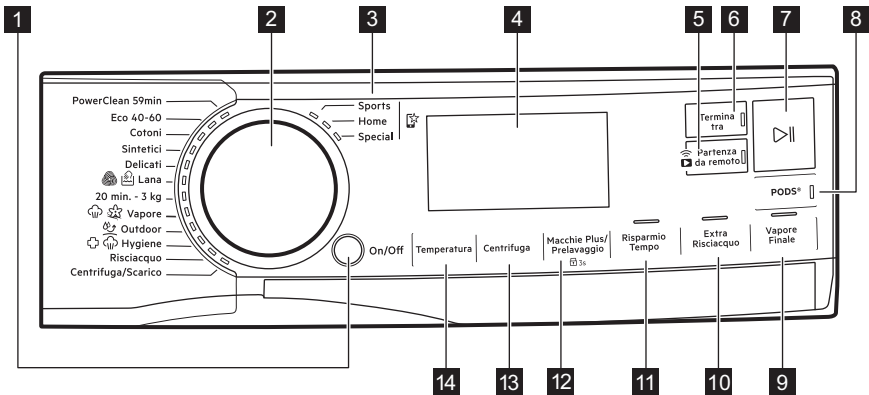 1
2
3
4
5
6
7
8
PowerClean 59min
Eco 40-60
Cotoni
Sintetici
Delicati
Lana
20 min. - 3 kg
Vapore
Outdoor
Hygiene
Risciacquo
Centrifuga/Scarico
Sports
Home
Special
On/Off
Temperatura
Centrifuga
Macchie Plus/
Prelavaggio
3s
Risparmio
Tempo
Extra
Risciacquo
Vapore
Finale
Termina
tra
Partenza
da remoto
PODS®
14
13
12
11
10
9